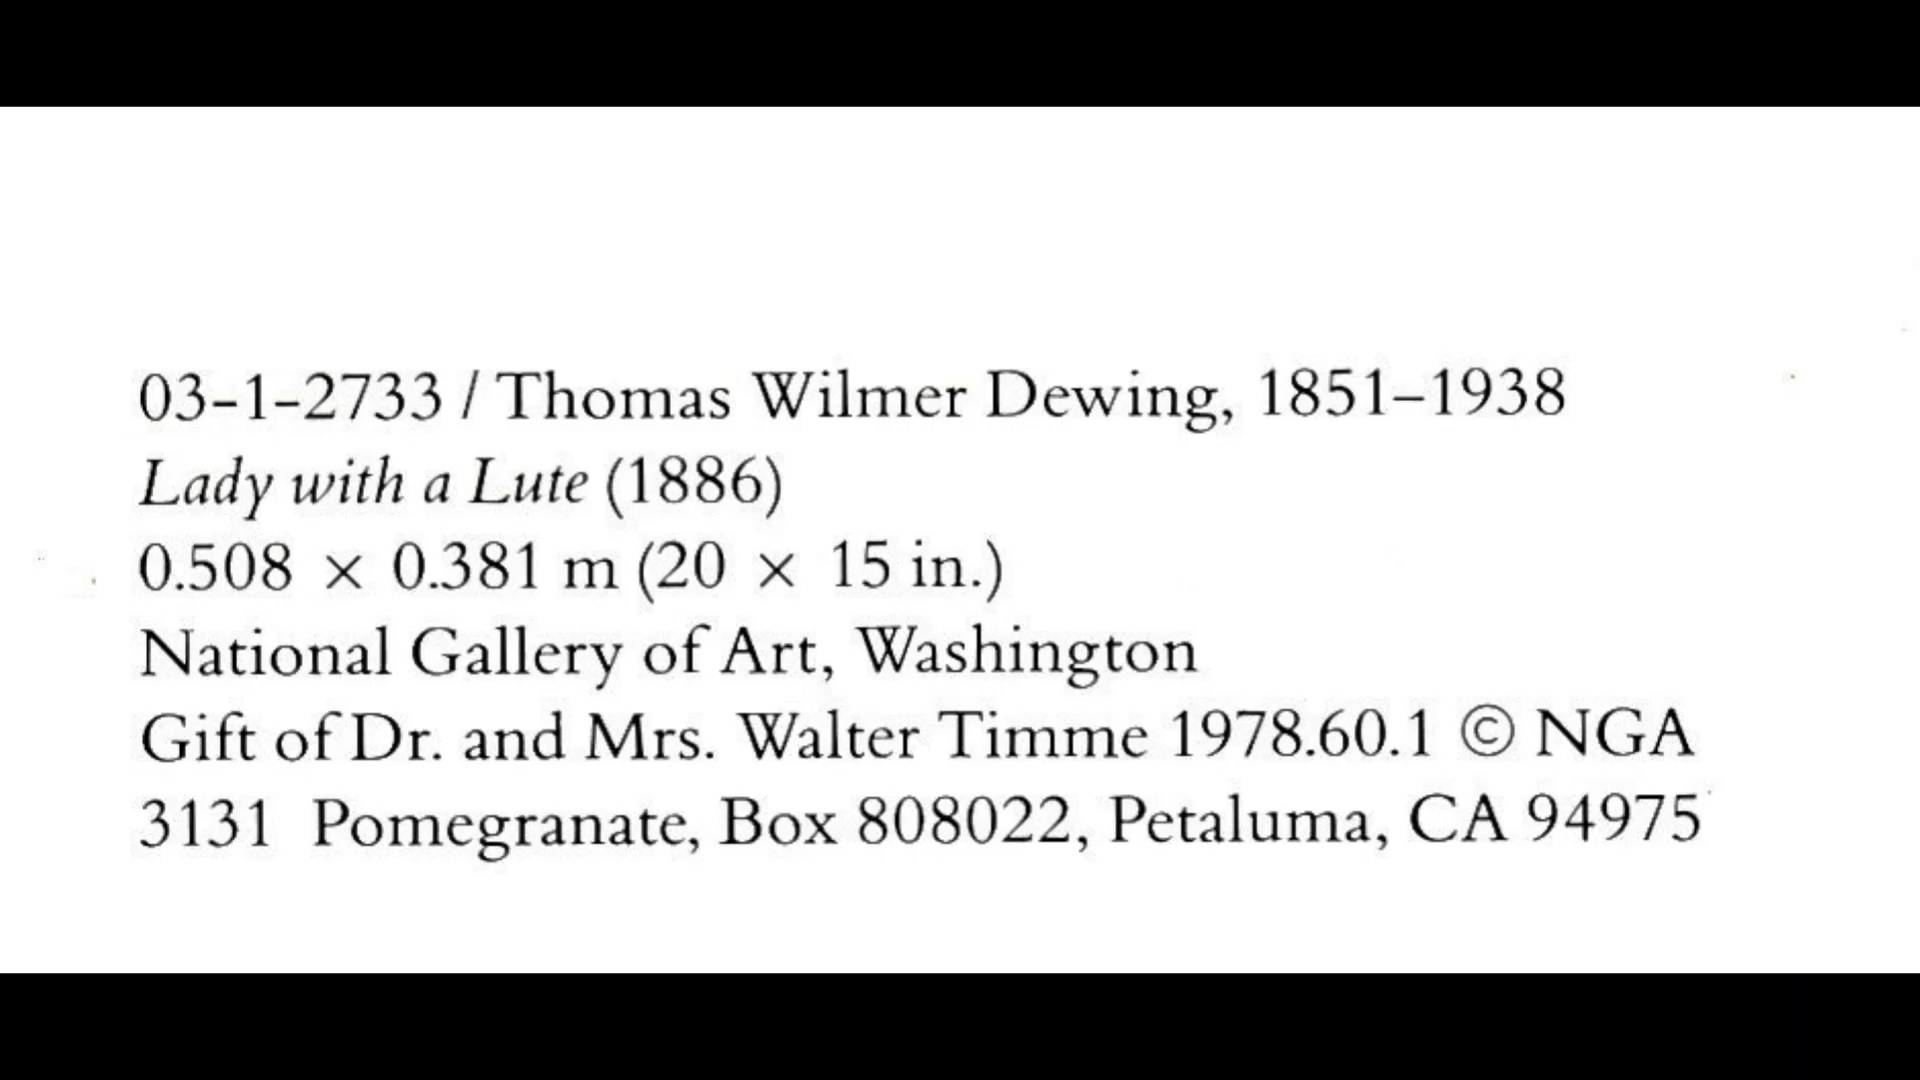 03-1-2733 / Thomas Wilmer Dewing, 1851–1938
Lady with a Lute (1886)
0.508 × 0.381 m (20 × 15 in.)
National Gallery of Art, Washington
Gift of Dr. and Mrs. Walter Timme 1978.60.1 © NGA
3131 Pomegranate, Box 808022, Petaluma, CA 94975